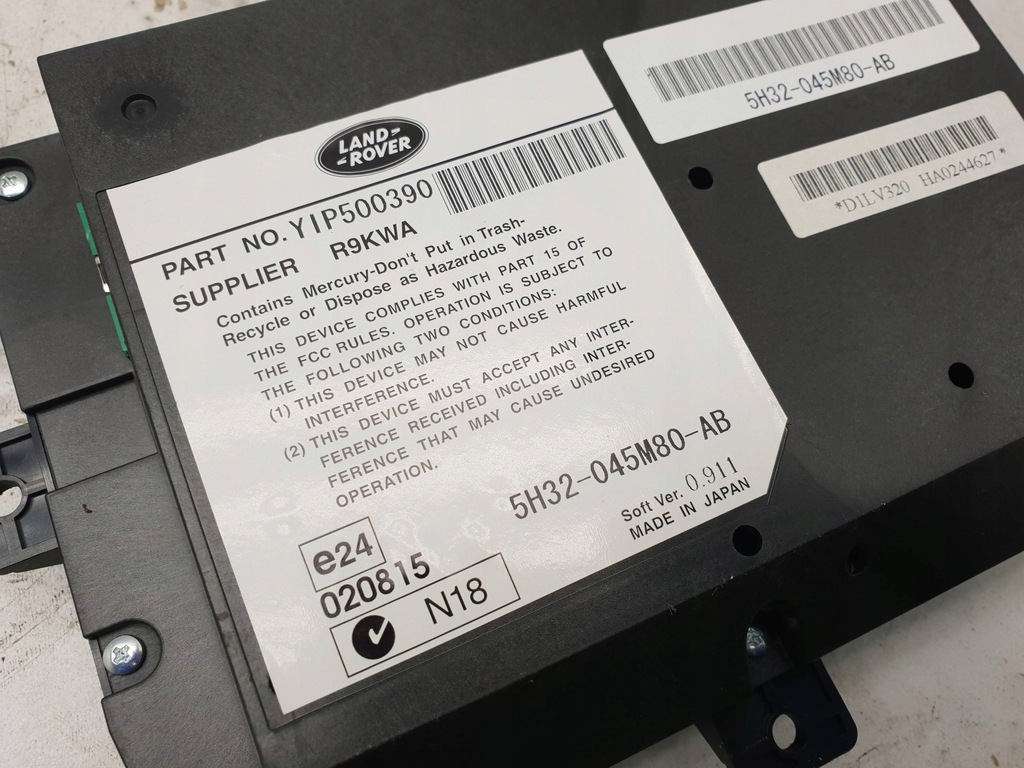 5H32-045M80-AB
*D1LV320 HA0244627*
LAND-
-ROVER
PART NO. YIP500390
SUPPLIER R9KWA
Contains Mercury-Don't Put in Trash-
Recycle or Dispose as Hazardous Waste.
THIS DEVICE COMPLIES WITH PART 15 OF
THE FCC RULES. OPERATION IS SUBJECT TO
THE FOLLOWING TWO CONDITIONS:
(1) THIS DEVICE MAY NOT CAUSE HARMFUL
INTERFERENCE.
(2) THIS DEVICE MUST ACCEPT ANY INTER-
FERENCE RECEIVED INCLUDING INTER-
FERENCE THAT MAY CAUSE UNDESIRED
OPERATION.
5H32-045M80-AB
Soft Ver. 0.911
MADE IN JAPAN
e24
020815
N18